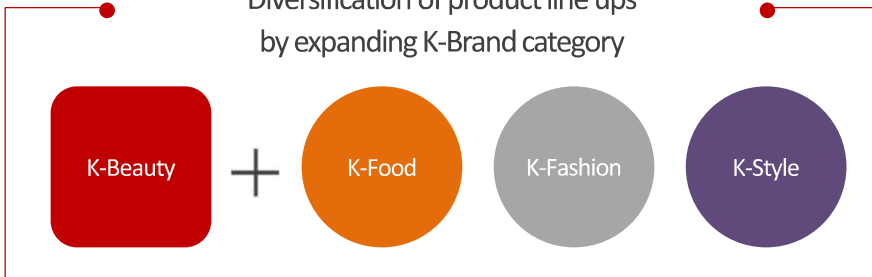 Diversification of product line ups
by expanding K-Brand category
K-Beauty
+
K-Food
K-Fashion
K-Style